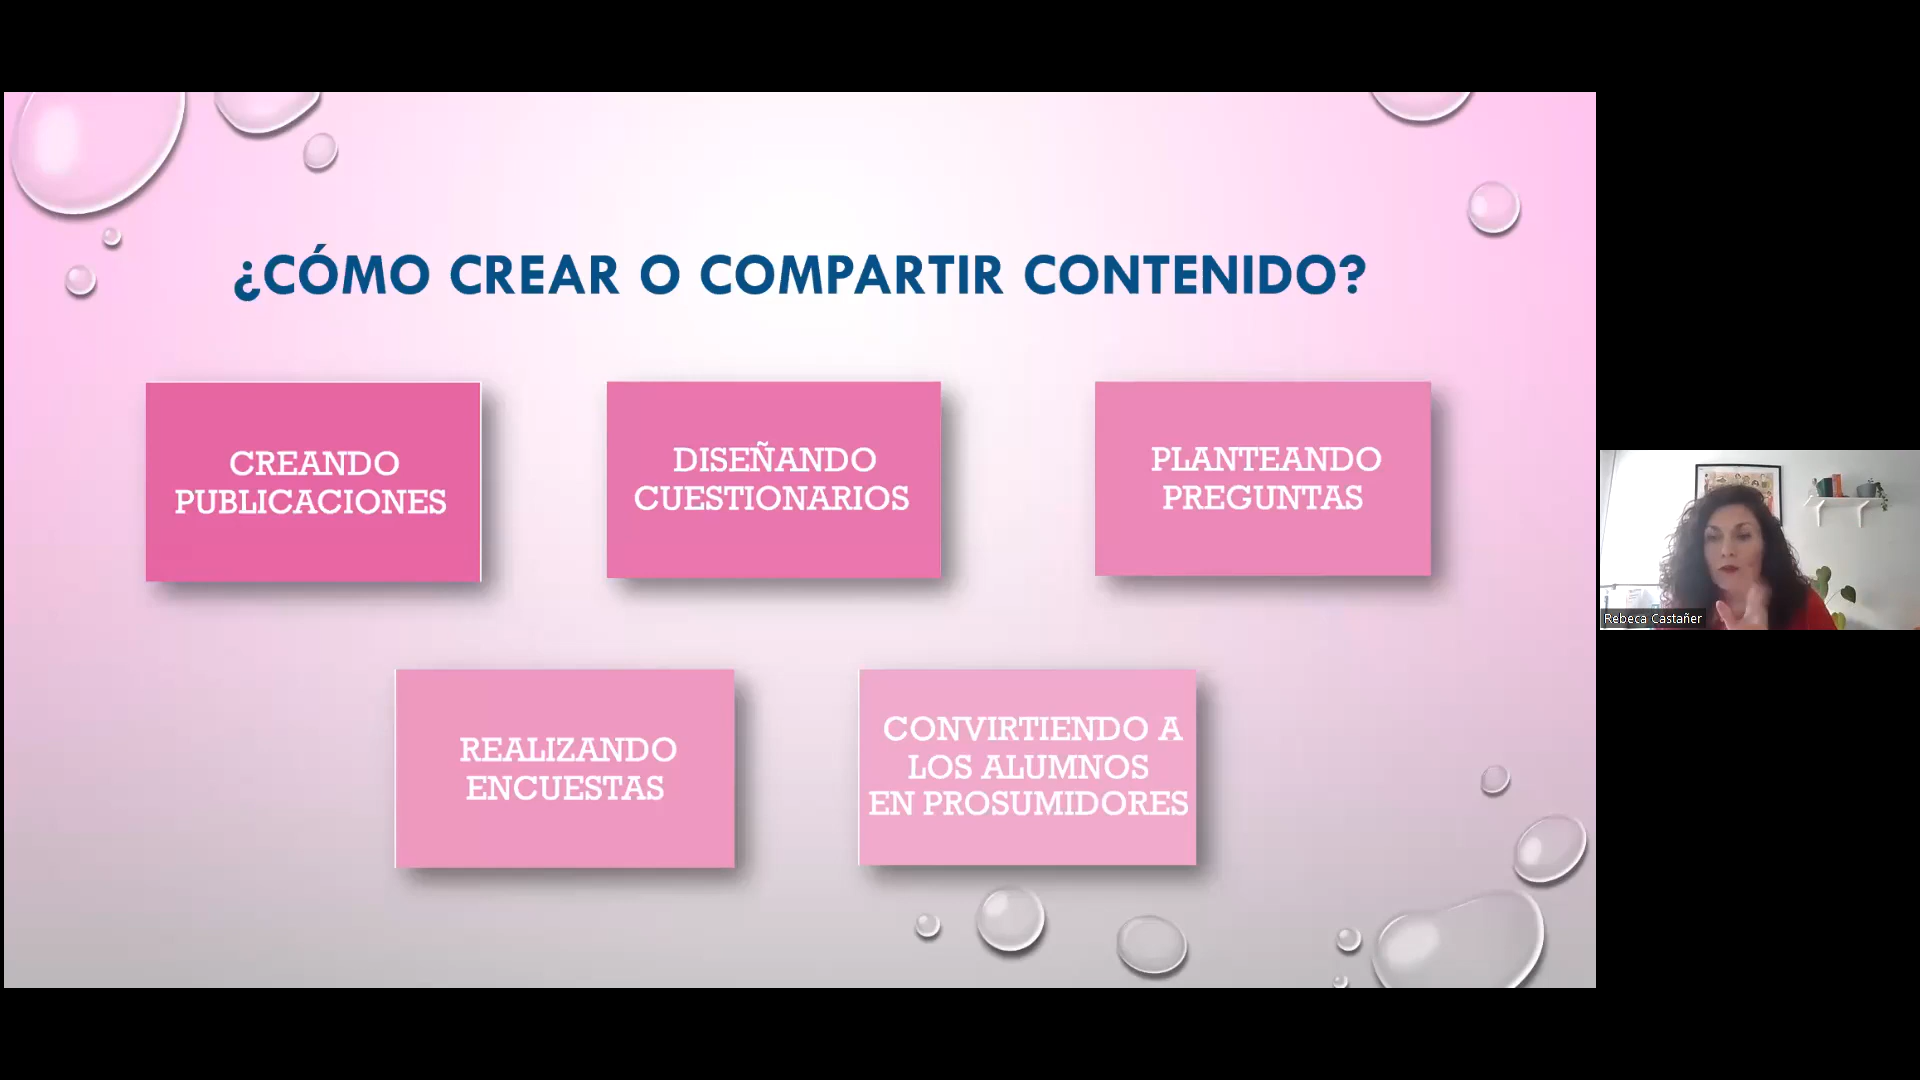 ¿CÓMO CREAR O COMPARTIR CONTENIDO?
CREANDO
PUBLICACIONES
DISEÑANDO
CUESTIONARIOS
PLANTEANDO
PREGUNTAS
REALIZANDO
ENCUESTAS
CONVIRTIENDO A
LOS ALUMNOS
EN PROSUMIDORES
Rebeca Castañer